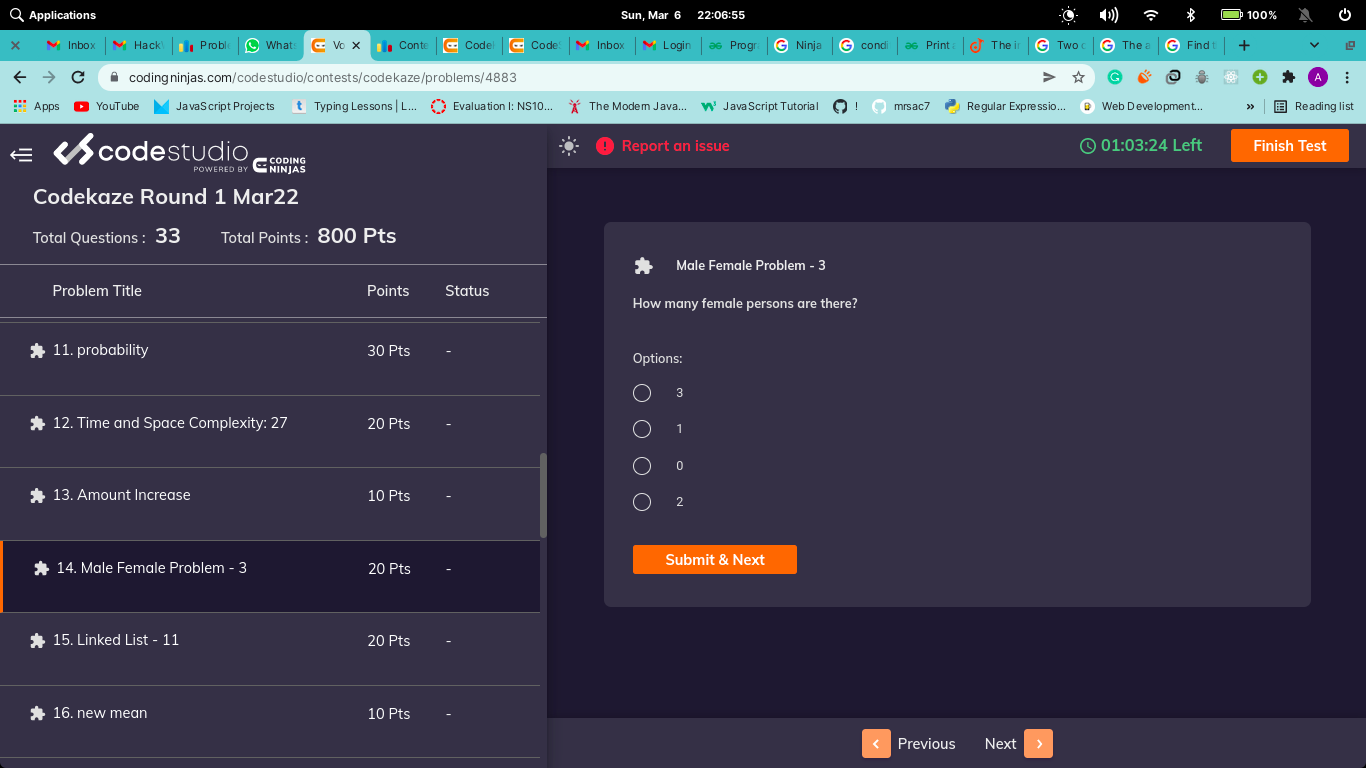 Applications
Sun, Mar 6 22:06:55
100%
Inbox
Hack
Proble
What
Vo
Conte
Code
Code
Inbox
Login
Progr
Ninja
condi
Print
The i
Two c
The a
Find t
codingninjas.com/codestudio/contests/codekaze/problems/4883
A
Apps
YouTube
JavaScript Projects
Typing Lessons | L...
Evaluation I: NS10...
The Modern Java...
JavaScript Tutorial
!
mrsac7
Regular Expressio...
Web Development...
»
Reading list
codestudio
POWERED BY CODING NINJAS
Report an issue
01:03:24 Left
Finish Test
Codekaze Round 1 Mar22
Total Questions : 33 Total Points : 800 Pts
Problem Title Points Status
11. probability 30 Pts -
12. Time and Space Complexity: 27 20 Pts -
13. Amount Increase 10 Pts -
14. Male Female Problem - 3 20 Pts -
15. Linked List - 11 20 Pts -
16. new mean 10 Pts -
Male Female Problem - 3
How many female persons are there?
Options:
3
1
0
2
Submit & Next
Previous Next